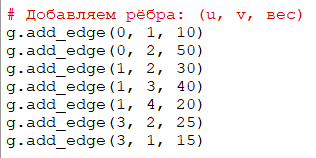 # Добавляем рёбра: (u, v, вес)
g.add_edge(0, 1, 10)
g.add_edge(0, 2, 50)
g.add_edge(1, 2, 30)
g.add_edge(1, 3, 40)
g.add_edge(1, 4, 20)
g.add_edge(3, 2, 25)
g.add_edge(3, 1, 15)